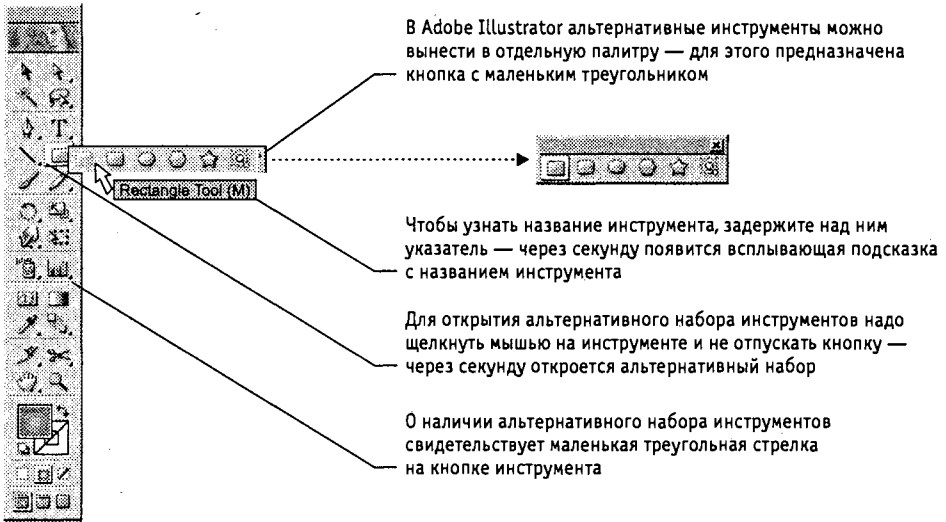 В Adobe Illustrator альтернативные инструменты можно
вынести в отдельную палитру — для этого предназначена
кнопка с маленьким треугольником
Rectangle Tool (M)
Чтобы узнать название инструмента, задержите над ним
указатель — через секунду появится всплывающая подсказка
с названием инструмента
Для открытия альтернативного набора инструментов надо
щелкнуть мышью на инструменте и не отпускать кнопку —
через секунду откроется альтернативный набор
О наличии альтернативного набора инструментов
свидетельствует маленькая треугольная стрелка
на кнопке инструмента